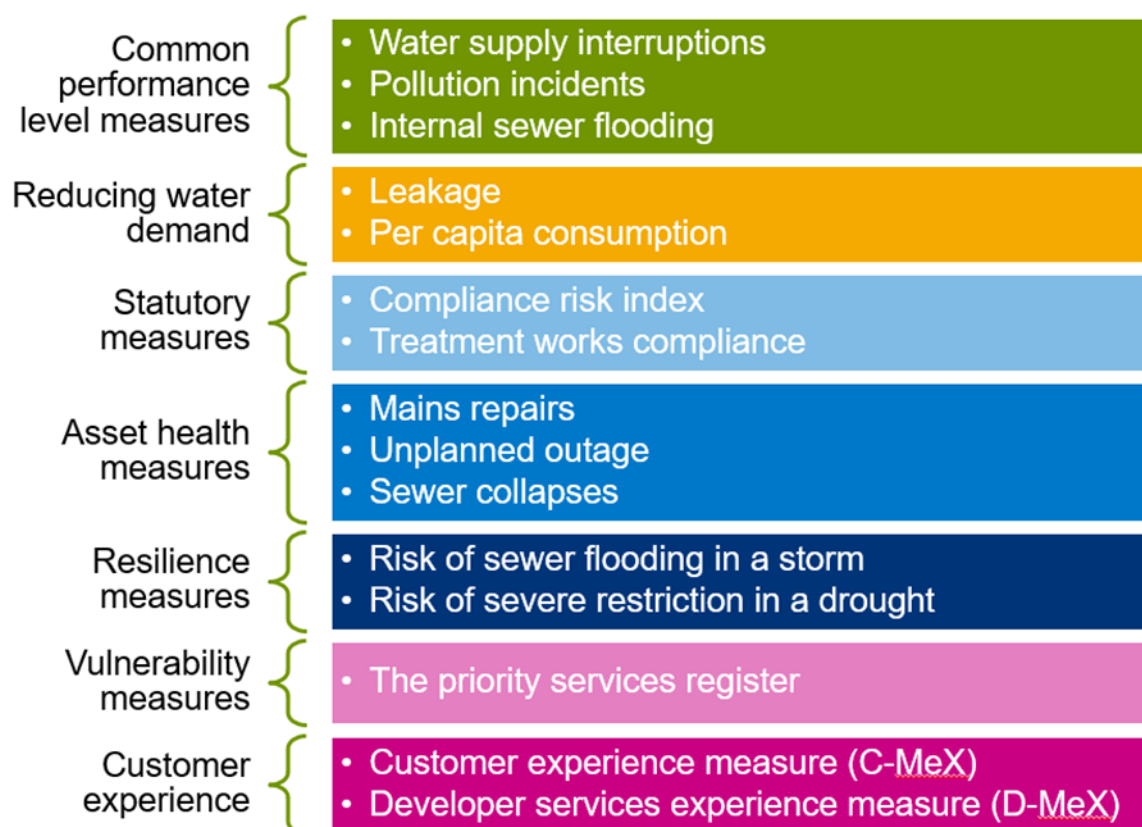 Common
performance
level measures
• Water supply interruptions
• Pollution incidents
• Internal sewer flooding
Reducing water
demand
• Leakage
• Per capita consumption
Statutory
measures
• Compliance risk index
• Treatment works compliance
Asset health
measures
• Mains repairs
• Unplanned outage
• Sewer collapses
Resilience
measures
• Risk of sewer flooding in a storm
• Risk of severe restriction in a drought
Vulnerability
measures
• The priority services register
Customer
experience
• Customer experience measure (C-MeX)
• Developer services experience measure (D-MeX)